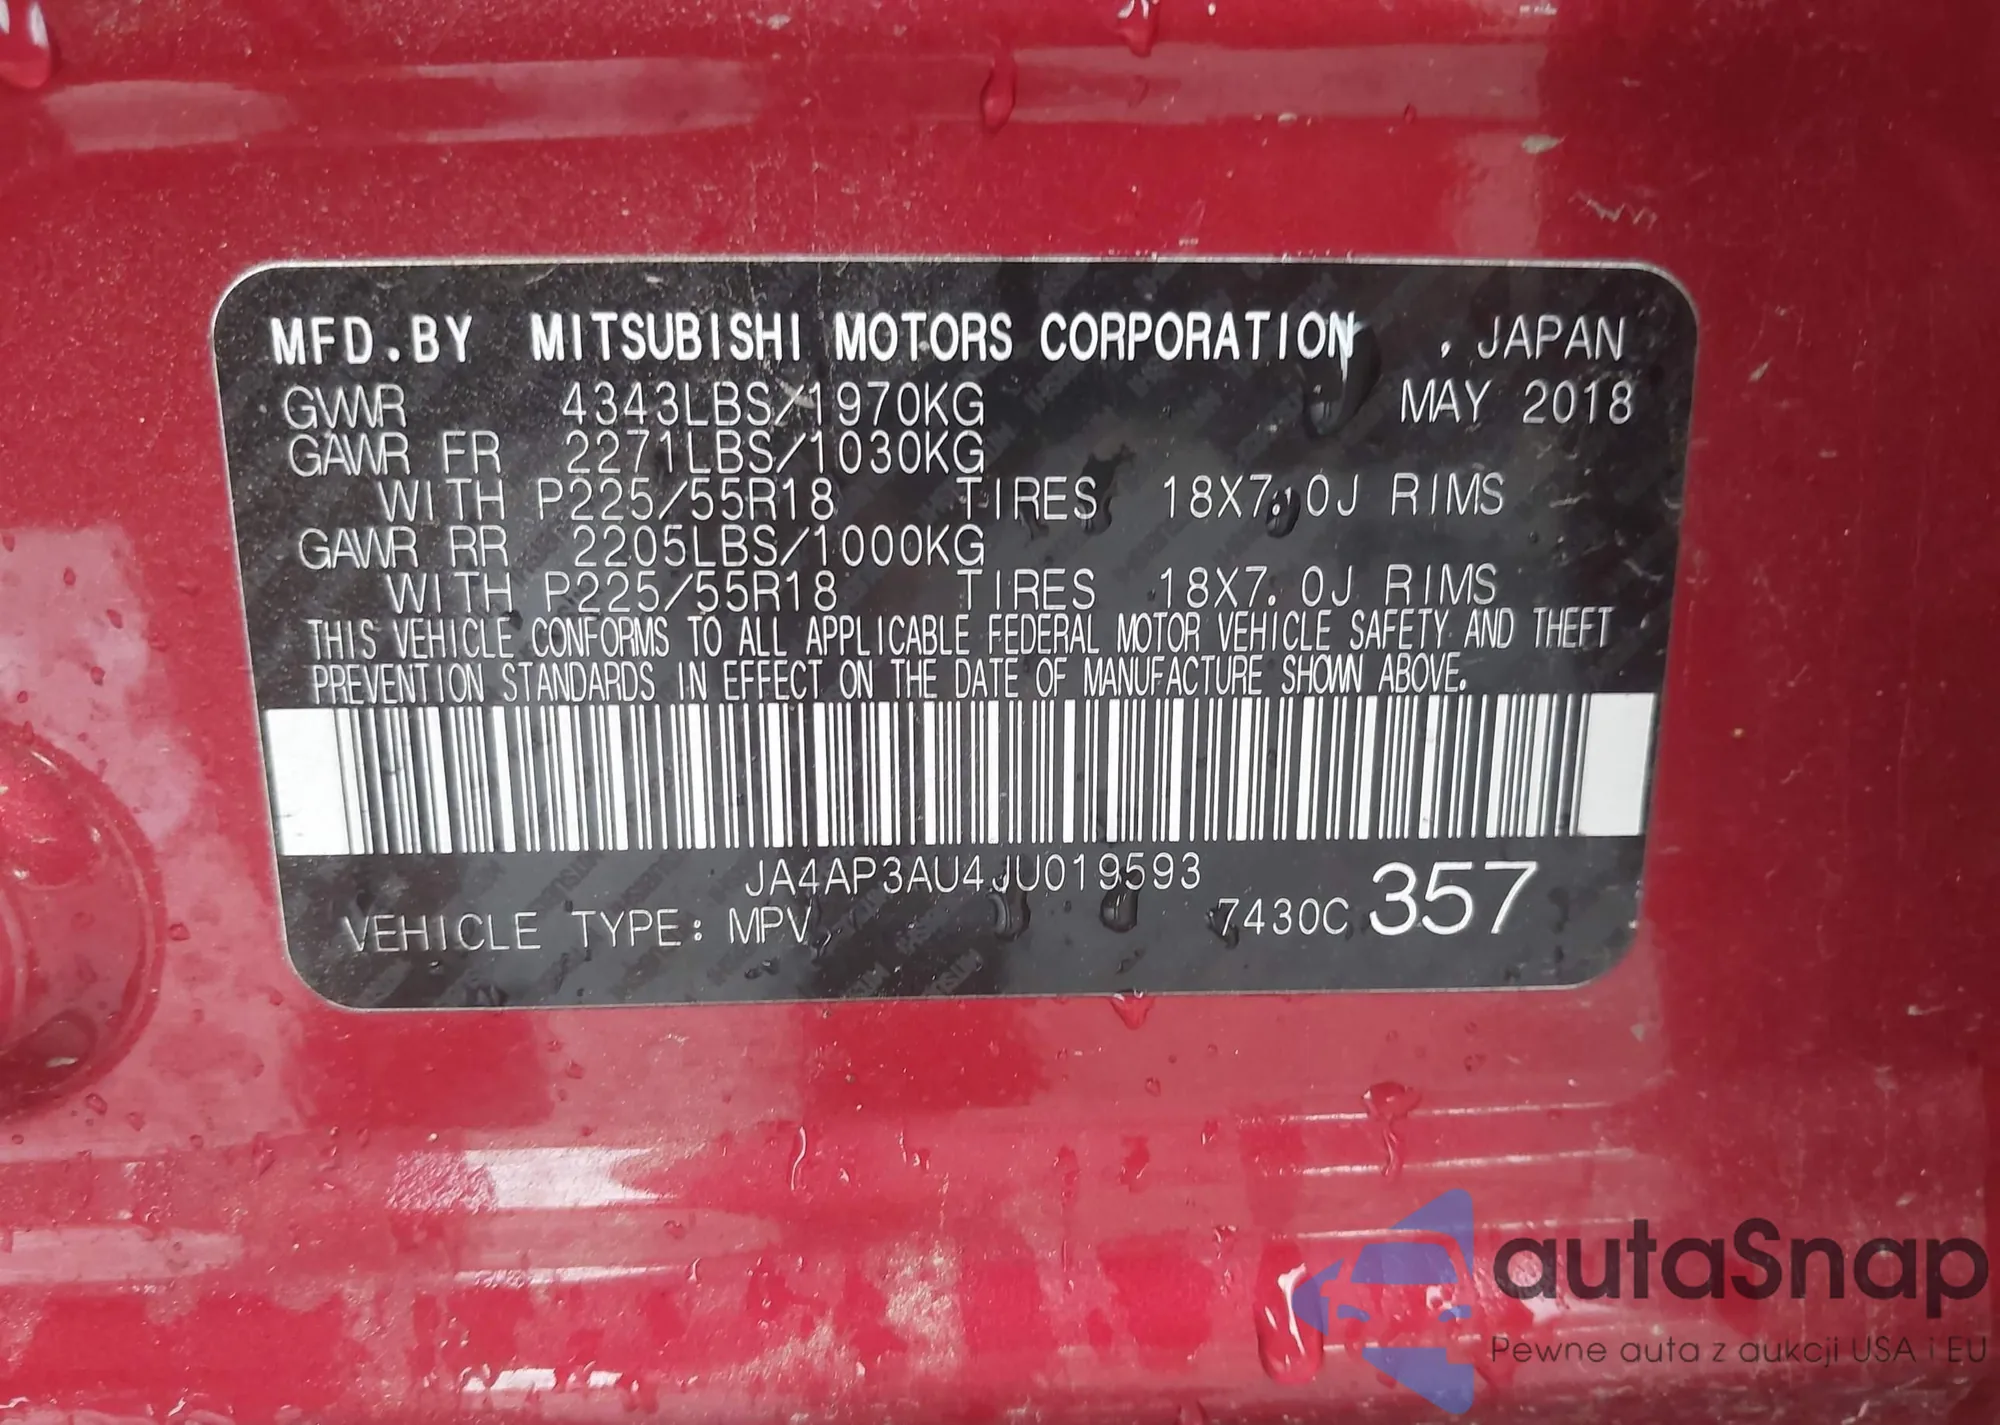 MFD.BY MITSUBISHI MOTORS CORPORATION , JAPAN
GVWR 4343LBS/1970KG MAY 2018
GAWR FR 2271LBS/1030KG
WITH P225/55R18 TIRES 18X7.0J RIMS
GAWR RR 2205LBS/1000KG
WITH P225/55R18 TIRES 18X7.0J RIMS
THIS VEHICLE CONFORMS TO ALL APPLICABLE FEDERAL MOTOR VEHICLE SAFETY AND THEFT
PREVENTION STANDARDS IN EFFECT ON THE DATE OF MANUFACTURE SHOWN ABOVE.
JA4AP3AU4JU019593
VEHICLE TYPE: MPV 7430C 357
autaSnap
Pewne auta z aukcji USA i EU